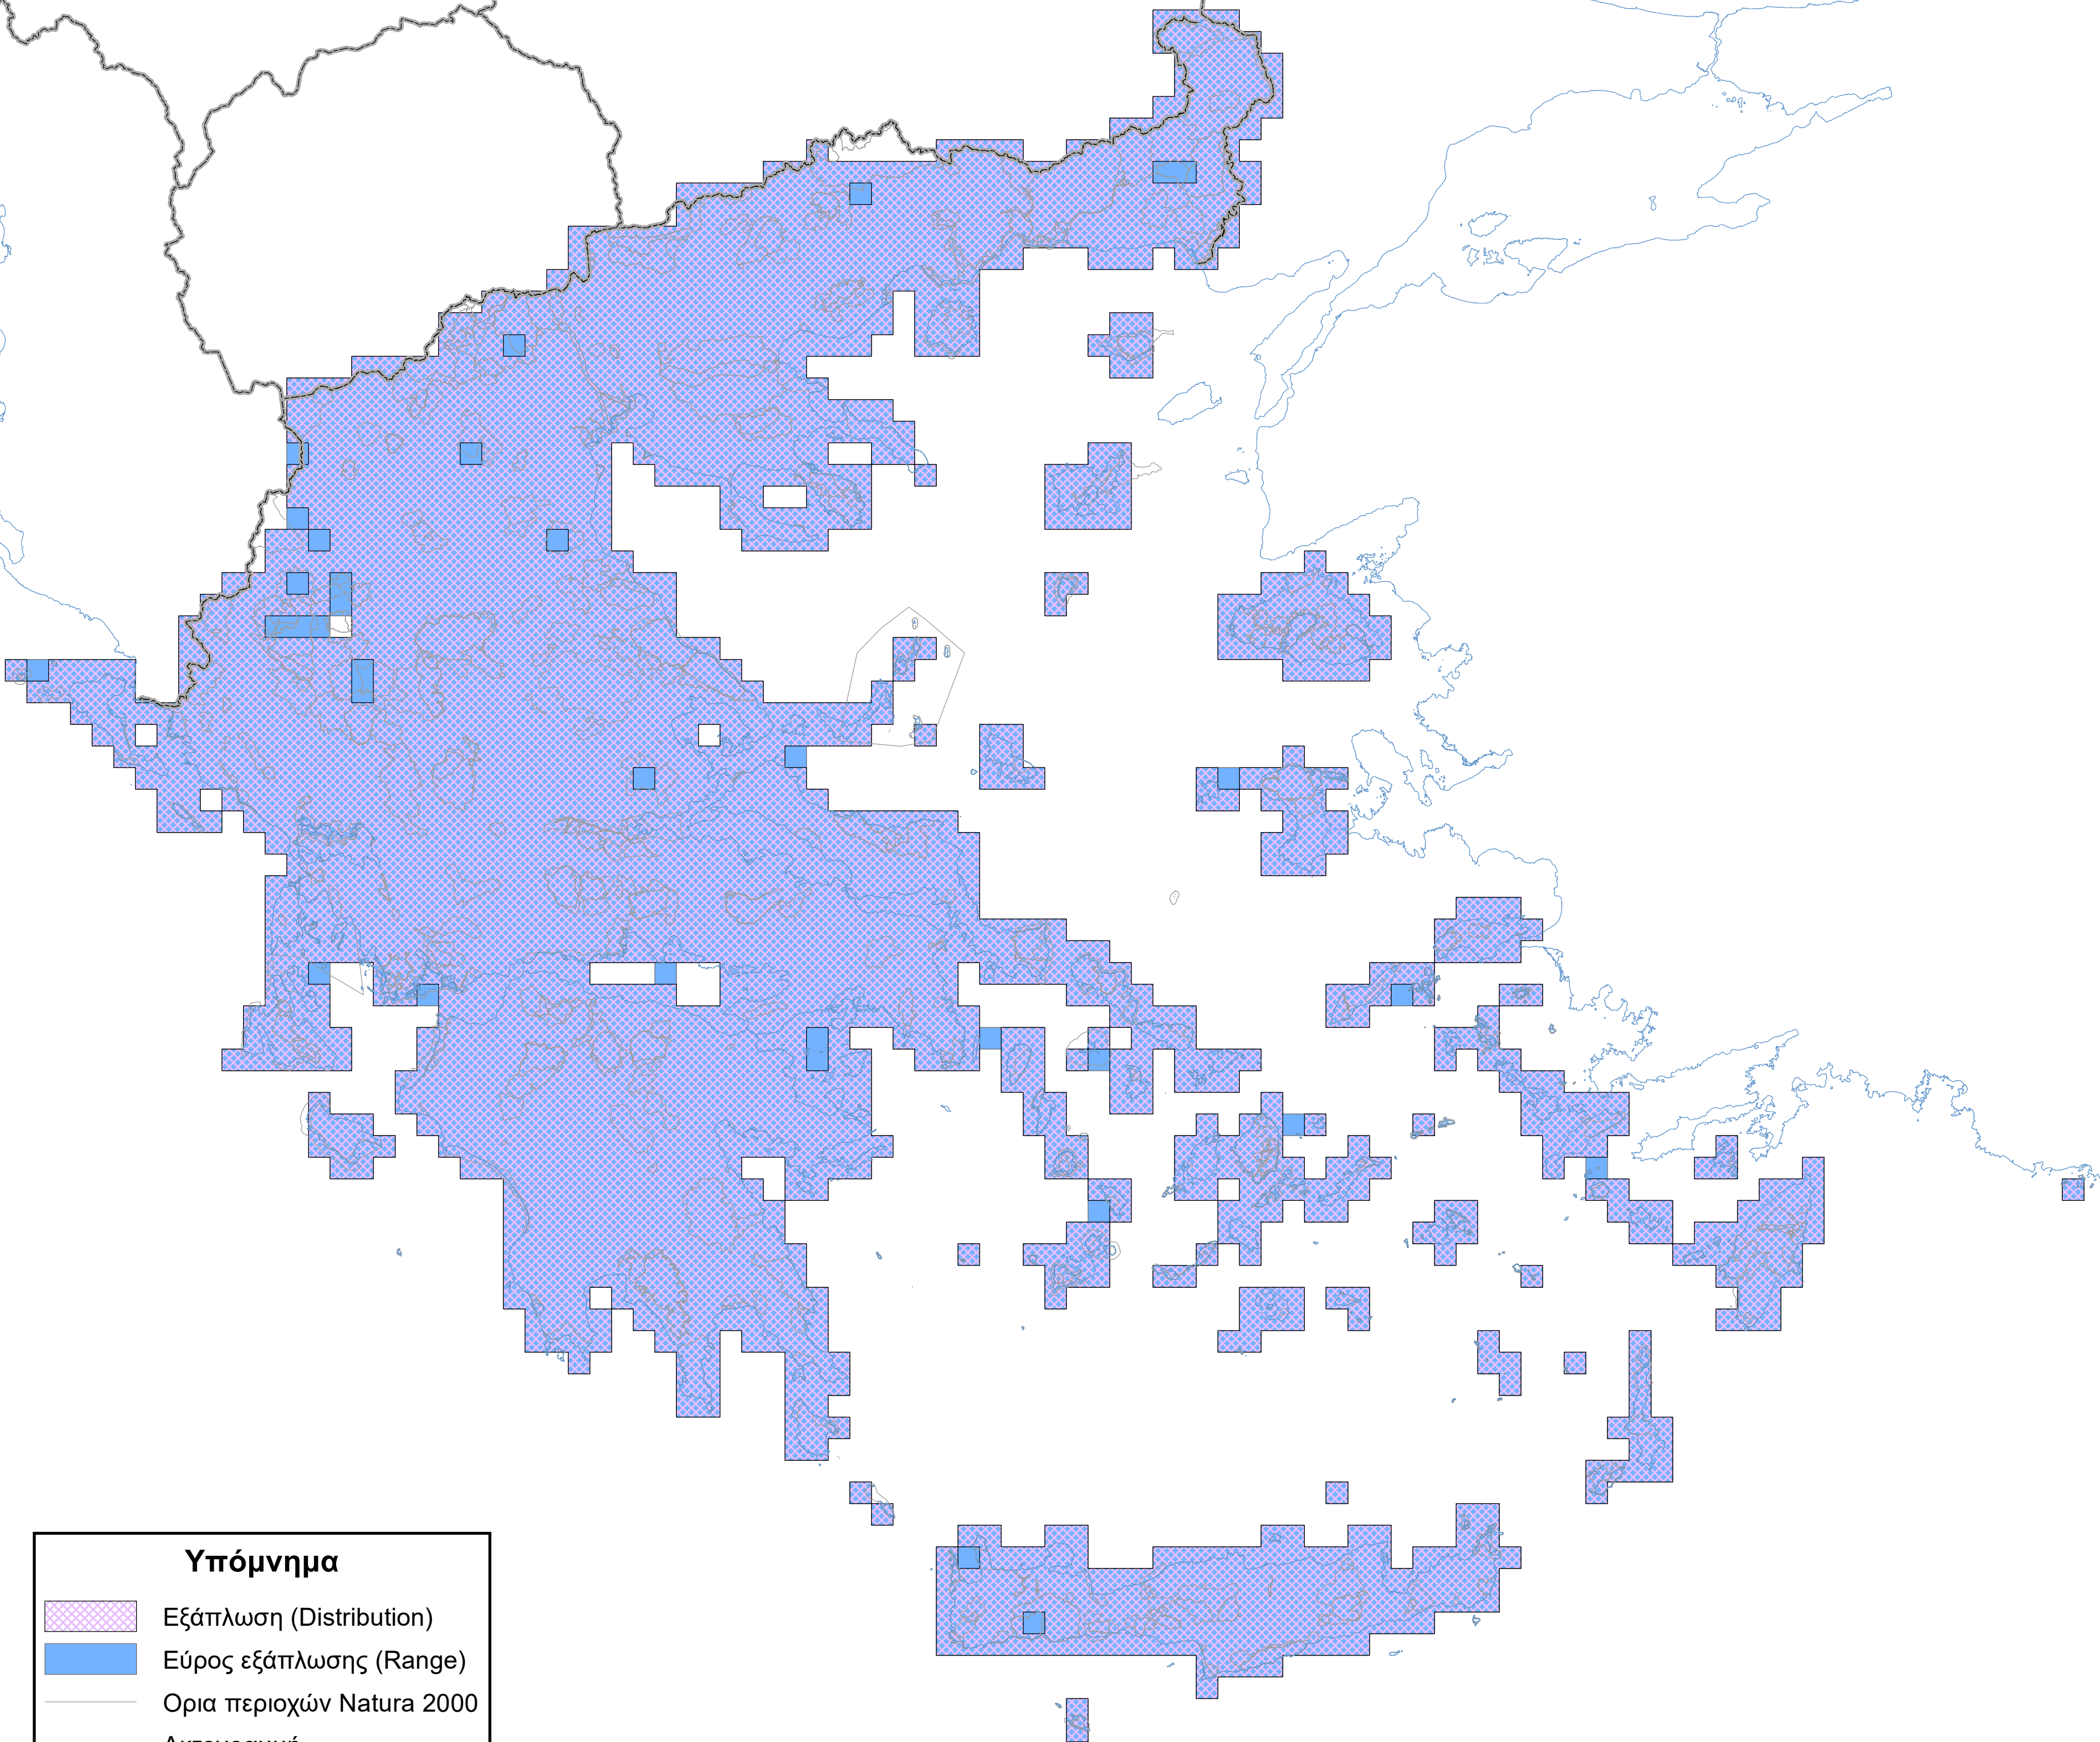 Υπόμνημα
Εξάπλωση (Distribution)
Εύρος εξάπλωσης (Range)
Ορια περιοχών Natura 2000